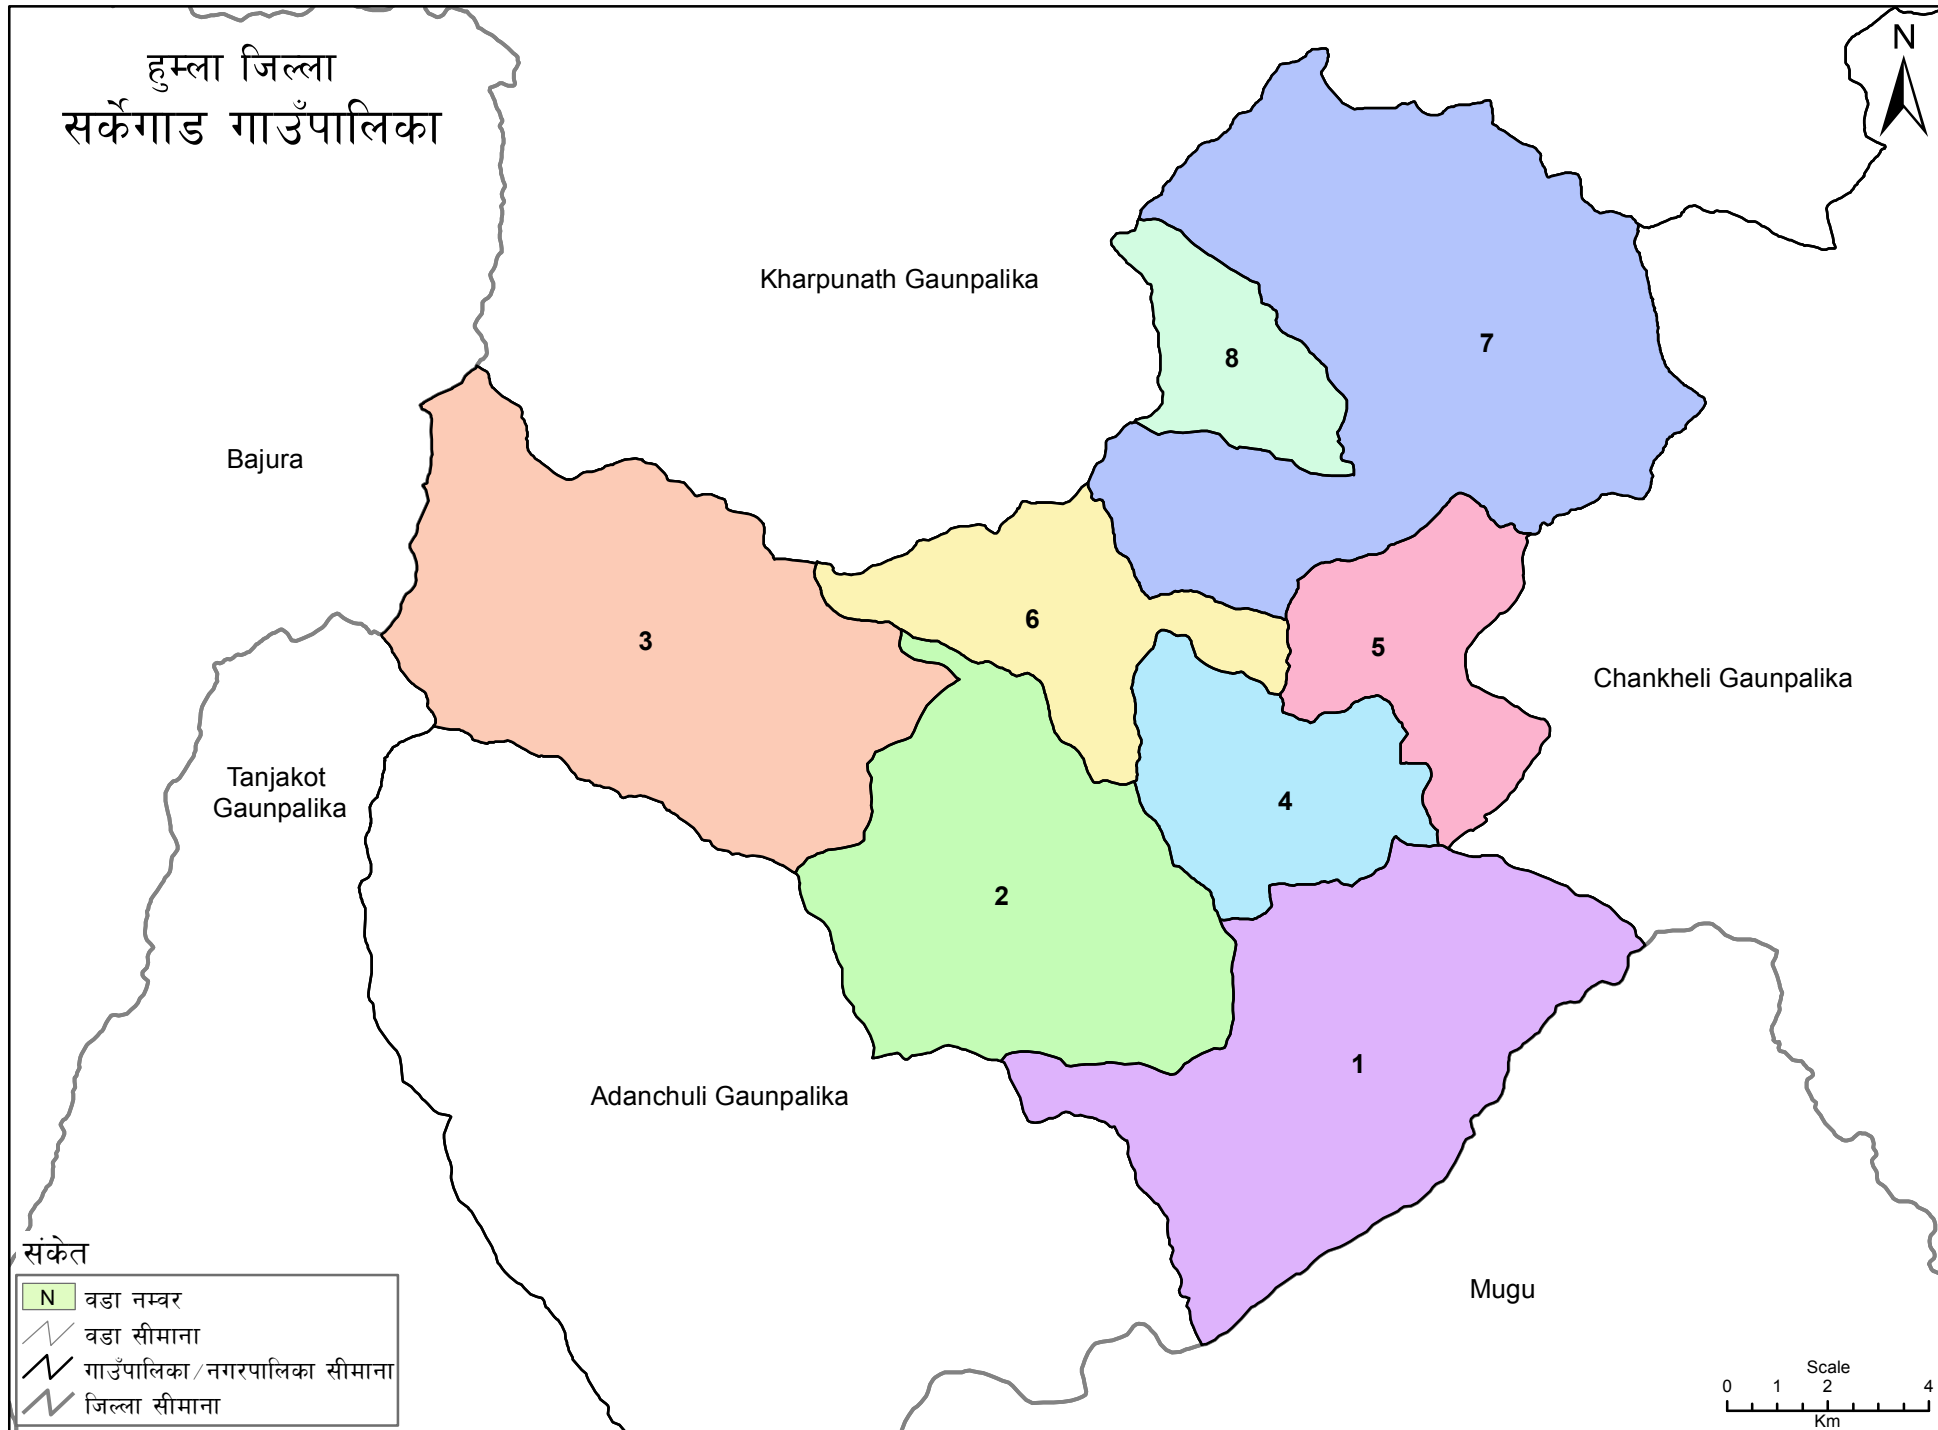 हुम्ला जिल्ला
सर्केगाड गाउँपालिका
N
Kharpunath Gaunpalika
7
8
Bajura
6
3
5
Chankheli Gaunpalika
Tanjakot
Gaunpalika
4
2
1
Adanchuli Gaunpalika
Mugu
संकेत
N वडा नम्वर
वडा सीमाना
गाउँपालिका/नगरपालिका सीमाना
जिल्ला सीमाना
Scale
0 1 2 4
Km